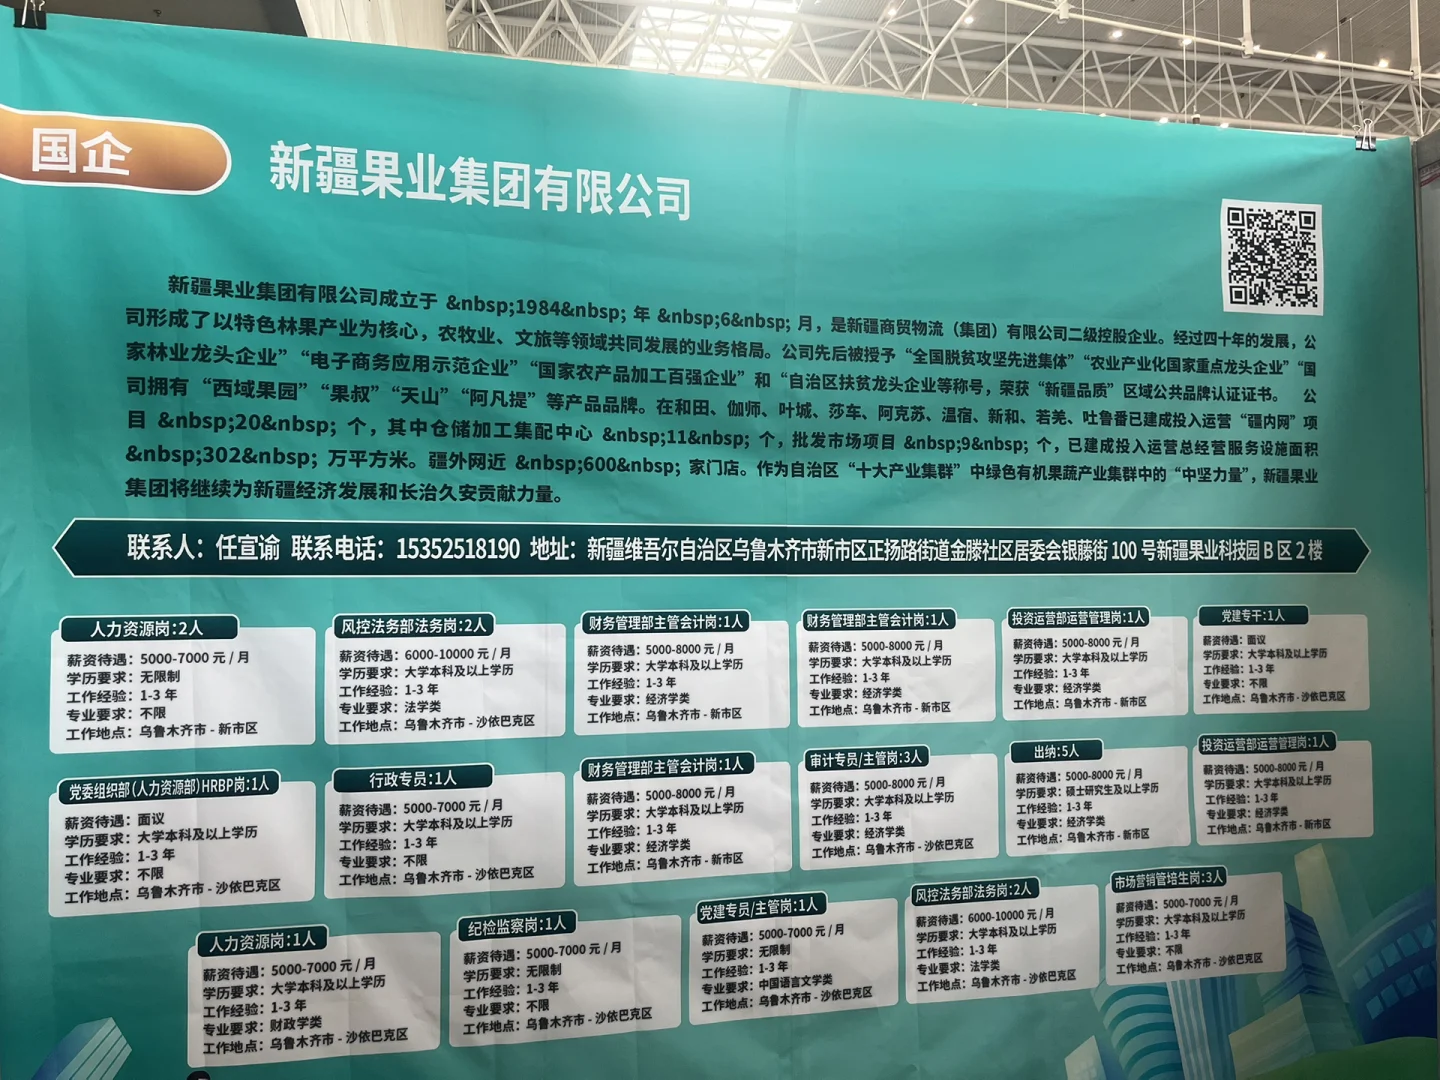 国企
新疆果业集团有限公司
新疆果业集团有限公司成立于 &nbsp;1984&nbsp; 年 &nbsp;6&nbsp; 月，是新疆商贸物流（集团）有限公司二级控股企业。经过四十年的发展，公
司形成了以特色林果产业为核心，农牧业、文旅等领域共同发展的业务格局。公司先后被授予“全国脱贫攻坚先进集体”“农业产业化国家重点龙头企业”“国
家林业龙头企业”“电子商务应用示范企业”“国家农产品加工百强企业”和“自治区扶贫龙头企业等称号，荣获“新疆品质”区域公共品牌认证证书。 公
司拥有“西域果园”“果叔”“天山”“阿凡提”等产品品牌。在和田、伽师、叶城、莎车、阿克苏、温宿、新和、若羌、吐鲁番已建成投入运营“疆内网”项
目 &nbsp;20&nbsp; 个，其中仓储加工集配中心 &nbsp;11&nbsp; 个，批发市场项目 &nbsp;9&nbsp; 个，已建成投入运营总经营服务设施面积
&nbsp;302&nbsp; 万平方米。疆外网近 &nbsp;600&nbsp; 家门店。作为自治区“十大产业集群”中绿色有机果蔬产业集群中的“中坚力量”，新疆果业
集团将继续为新疆经济发展和长治久安贡献力量。
联系人：任宣谕 联系电话：15352518190 地址：新疆维吾尔自治区乌鲁木齐市新市区正扬路街道金滕社区居委会银藤街 100 号新疆果业科技园 B 区 2 楼
人力资源岗:2人
薪资待遇：5000-7000 元 / 月
学历要求：无限制
工作经验：1-3 年
专业要求：不限
工作地点：乌鲁木齐市 - 新市区
风控法务部法务岗:2人
薪资待遇：6000-10000 元 / 月
学历要求：大学本科及以上学历
工作经验：1-3 年
专业要求：法学类
工作地点：乌鲁木齐市 - 沙依巴克区
财务管理部主管会计岗:1人
薪资待遇：5000-8000 元 / 月
学历要求：大学本科及以上学历
工作经验：1-3 年
专业要求：经济学类
工作地点：乌鲁木齐市 - 新市区
财务管理部主管会计岗:1人
薪资待遇：5000-8000 元 / 月
学历要求：大学本科及以上学历
工作经验：1-3 年
专业要求：经济学类
工作地点：乌鲁木齐市 - 新市区
投资运营部运营管理岗:1人
薪资待遇：5000-8000 元 / 月
学历要求：大学本科及以上学历
工作经验：1-3 年
专业要求：经济学类
工作地点：乌鲁木齐市 - 新市区
党建专干:1人
薪资待遇：面议
学历要求：大学本科及以上学历
工作经验：1-3 年
专业要求：不限
工作地点：乌鲁木齐市 - 沙依巴克区
党委组织部(人力资源部)HRBP岗:1人
薪资待遇：面议
学历要求：大学本科及以上学历
工作经验：1-3 年
专业要求：不限
工作地点：乌鲁木齐市 - 沙依巴克区
行政专员:1人
薪资待遇：5000-7000 元 / 月
学历要求：大学本科及以上学历
工作经验：1-3 年
专业要求：不限
工作地点：乌鲁木齐市 - 沙依巴克区
财务管理部主管会计岗:1人
薪资待遇：5000-8000 元 / 月
学历要求：大学本科及以上学历
工作经验：1-3 年
专业要求：经济学类
工作地点：乌鲁木齐市 - 新市区
审计专员/主管岗:3人
薪资待遇：5000-8000 元 / 月
学历要求：大学本科及以上学历
工作经验：1-3 年
专业要求：经济学类
工作地点：乌鲁木齐市 - 沙依巴克区
出纳:5人
薪资待遇：5000-8000 元 / 月
学历要求：硕士研究生及以上学历
工作经验：1-3 年
专业要求：经济学类
工作地点：乌鲁木齐市 - 新市区
投资运营部运营管理岗:1人
薪资待遇：5000-8000 元 / 月
学历要求：大学本科及以上学历
工作经验：1-3 年
专业要求：经济学类
工作地点：乌鲁木齐市 - 新市区
人力资源岗:1人
薪资待遇：5000-7000 元 / 月
学历要求：大学本科及以上学历
工作经验：1-3 年
专业要求：财政学类
工作地点：乌鲁木齐市 - 沙依巴克区
纪检监察岗:1人
薪资待遇：5000-7000 元 / 月
学历要求：无限制
工作经验：1-3 年
专业要求：不限
工作地点：乌鲁木齐市 - 沙依巴克区
党建专员/主管岗:1人
薪资待遇：5000-7000 元 / 月
学历要求：无限制
工作经验：1-3 年
专业要求：中国语言文学类
工作地点：乌鲁木齐市 - 沙依巴克区
风控法务部法务岗:2人
薪资待遇：6000-10000 元 / 月
学历要求：大学本科及以上学历
工作经验：1-3 年
专业要求：法学类
工作地点：乌鲁木齐市 - 沙依巴克区
市场营销管培生岗:3人
薪资待遇：5000-7000 元 / 月
学历要求：大学本科及以上学历
工作经验：1-3 年
专业要求：不限
工作地点：乌鲁木齐市 - 沙依巴克区